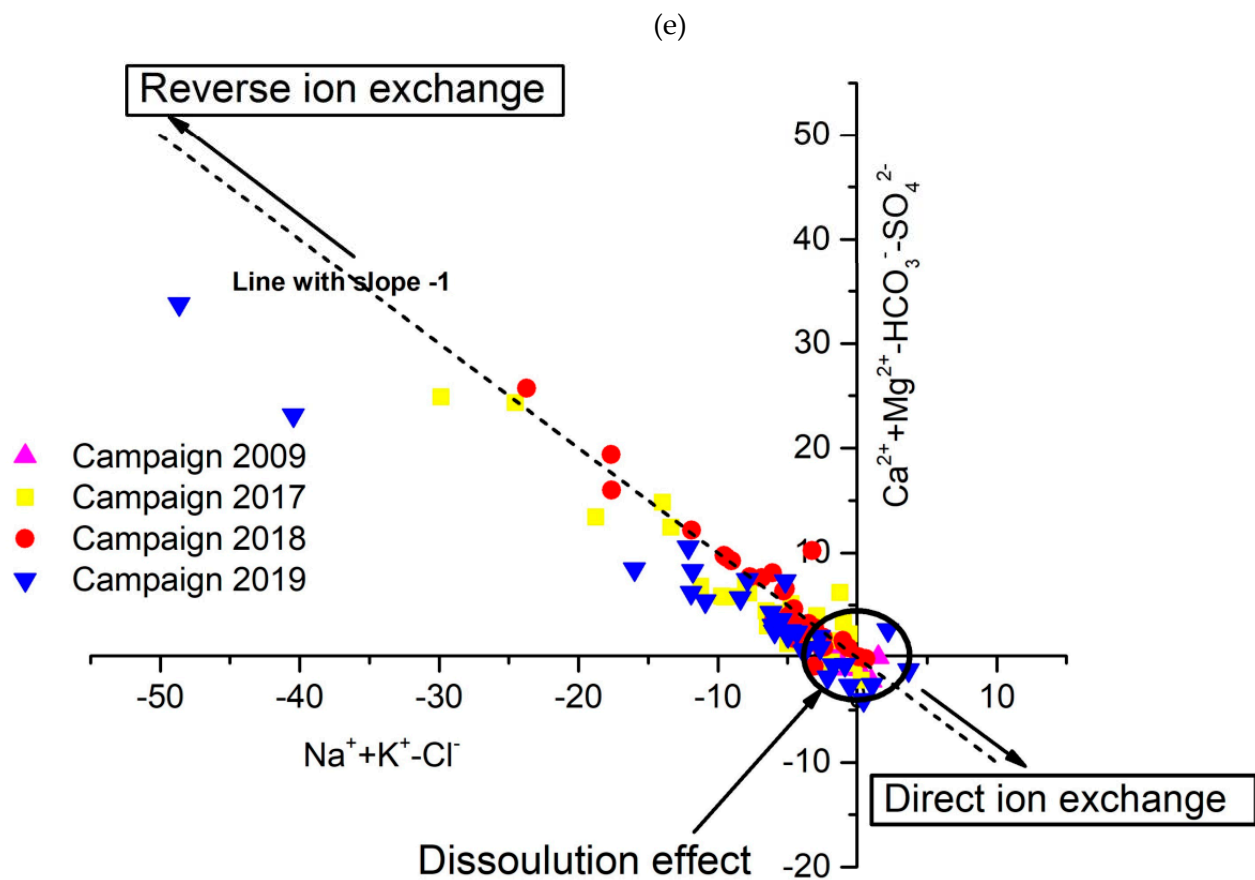 (e)
Reverse ion exchange
50
Line with slope -1
40
30
Ca²⁺+Mg²⁺-HCO₃⁻-SO₄²⁻
20
Campaign 2009
Campaign 2017
Campaign 2018
Campaign 2019
10
-50 -40 -30 -20 -10 10
Na⁺+K⁺-Cl⁻
-10
Direct ion exchange
Dissoulution effect
-20